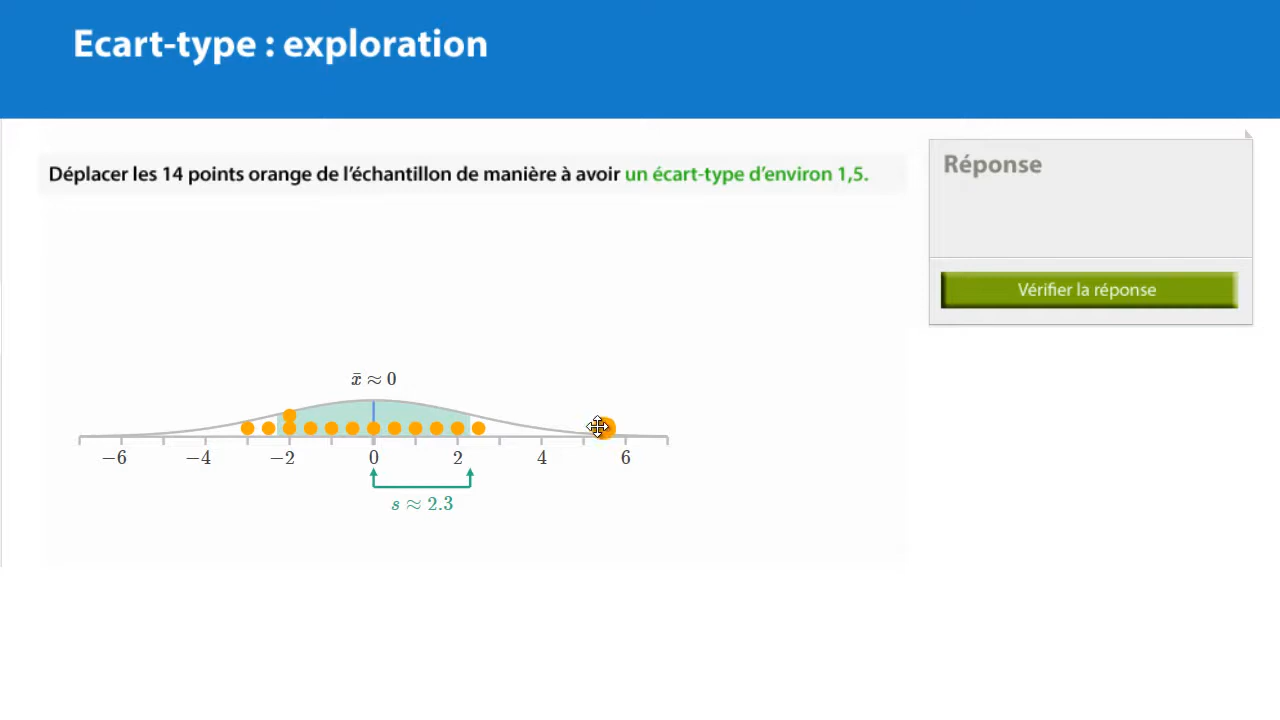 Ecart-type : exploration
Déplacer les 14 points orange de l’échantillon de manière à avoir un écart-type d’environ 1,5.
Réponse
Vérifier la réponse
x̄ ≈ 0
−6 −4 −2 0 2 4 6
s ≈ 2.3